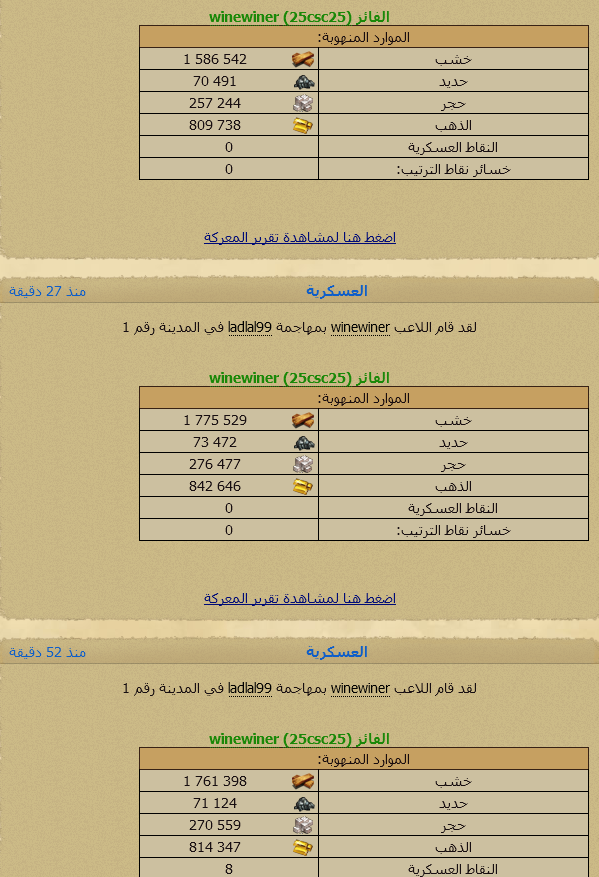 الفائز winewiner (25csc25)
الموارد المنهوبة:
خشب 1 586 542
حديد 70 491
حجر 257 244
الذهب 809 738
النقاط العسكرية 0
خسائر نقاط الترتيب: 0
اضغط هنا لمشاهدة تقرير المعركة
العسكرية منذ 27 دقيقة
لقد قام اللاعب winewiner بمهاجمة ladlal99 في المدينة رقم 1
الفائز winewiner (25csc25)
الموارد المنهوبة:
خشب 1 775 529
حديد 73 472
حجر 276 477
الذهب 842 646
النقاط العسكرية 0
خسائر نقاط الترتيب: 0
اضغط هنا لمشاهدة تقرير المعركة
العسكرية منذ 52 دقيقة
لقد قام اللاعب winewiner بمهاجمة ladlal99 في المدينة رقم 1
الفائز winewiner (25csc25)
الموارد المنهوبة:
خشب 1 761 398
حديد 71 124
حجر 270 559
الذهب 814 347
النقاط العسكرية 8